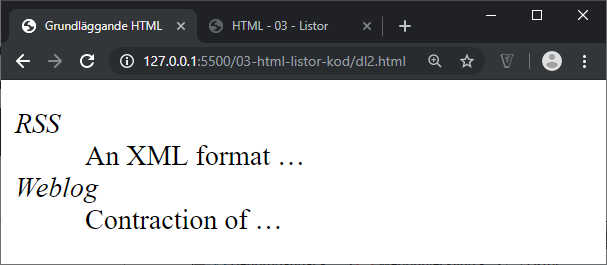 Grundläggande HTML
HTML - 03 - Listor
127.0.0.1:5500/03-html-listor-kod/dl2.html
RSS
An XML format …
Weblog
Contraction of …